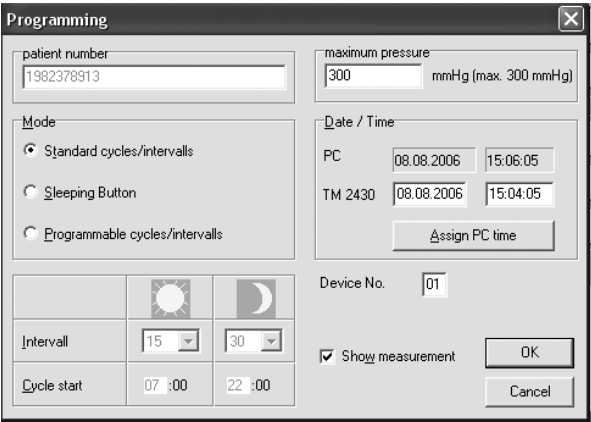 Programming
patient number
1982378913
maximum pressure
300 mmHg (max. 300 mmHg)
Mode
Standard cycles/intervalls
Sleeping Button
Programmable cycles/intervalls
Date / Time
PC 08.08.2006 15:06:05
TM 2430 08.08.2006 15:04:05
Assign PC time
Intervall 15 30
Cycle start 07 :00 22 :00
Device No. 01
Show measurement
OK
Cancel